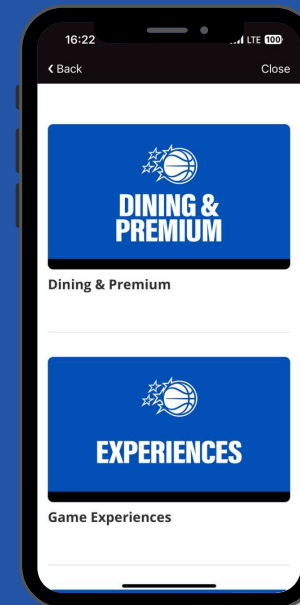 16:22
LTE 100
Back
Close
DINING &
PREMIUM
Dining & Premium
EXPERIENCES
Game Experiences